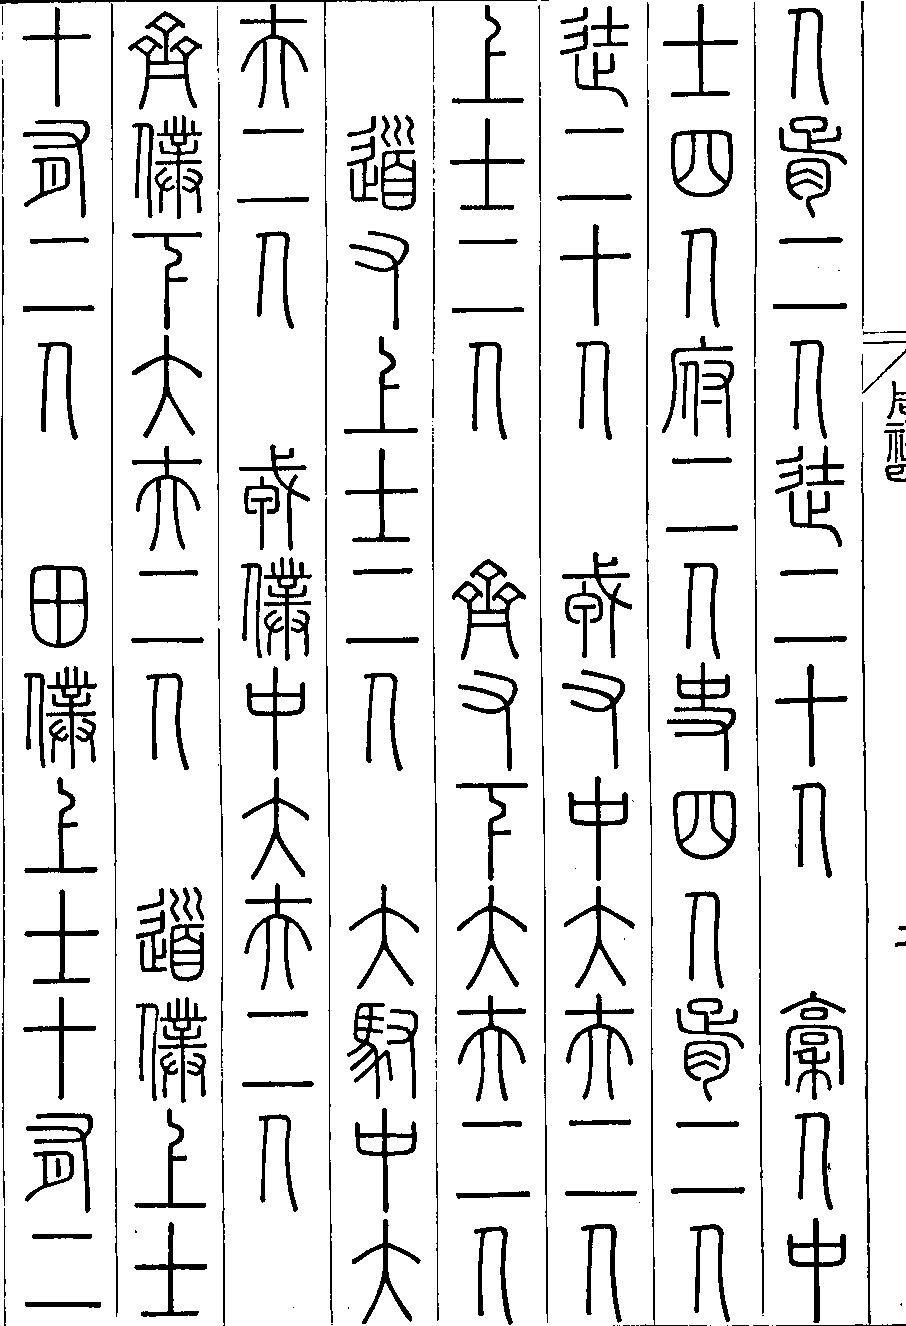 人胥二人徒二十人　槀人中
士四人府二人史四人胥二人
徒二十人　戎右中大夫二人
上士二人　齊右下大夫二人
道右上士二人　大馭中大
夫二人　戎僕中大夫二人
齊僕下大夫二人　道僕上士
十有二人　田僕上士十有二